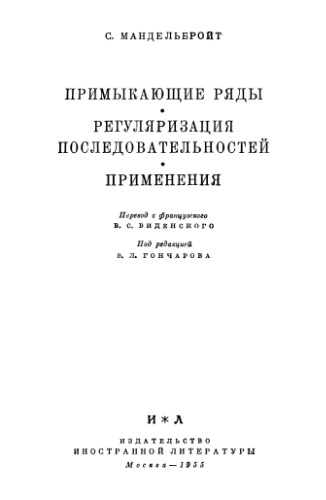 С. МАНДЕЛЬБРОЙТ
ПРИМЫКАЮЩИЕ РЯДЫ
•
РЕГУЛЯРИЗАЦИЯ
ПОСЛЕДОВАТЕЛЬНОСТЕЙ
•
ПРИМЕНЕНИЯ
Перевод с французского
В. С. ВИДЕНСКОГО
Под редакцией
В. Л. ГОНЧАРОВА
И * Л
ИЗДАТЕЛЬСТВО
ИНОСТРАННОЙ ЛИТЕРАТУРЫ
Москва — 1955